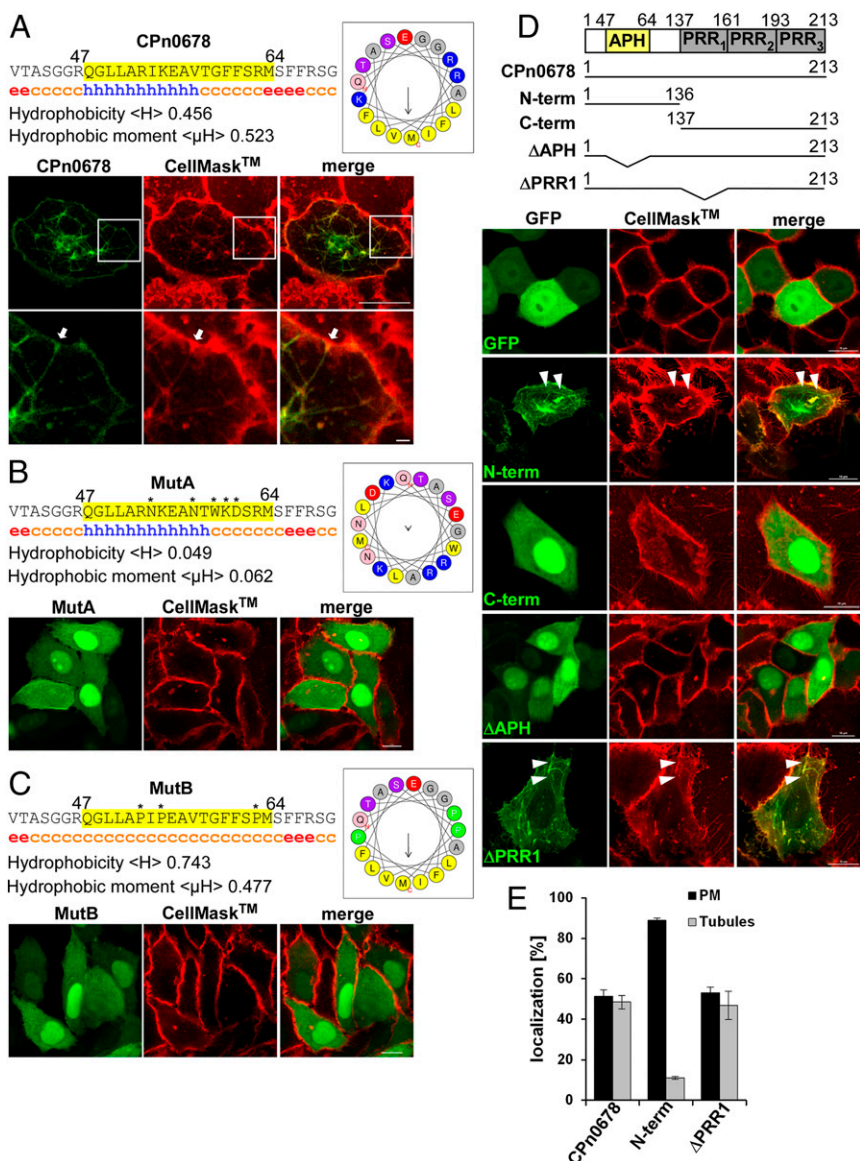 A
CPn0678
47 64
VTASGGRQGLLARIKEAVTGFFSRMSFFRSG
eeccccchhhhhhhhhhhcccccceeeeccc
Hydrophobicity <H> 0.456
Hydrophobic moment <µH> 0.523
E G G R R A L F I M V L F K Q T A S
C
CPn0678 CellMask™ merge
B
MutA
47 * * * * * 64
VTASGGRQGLLARNKEANTWKDSRMSFFRSG
eeccccchhhhhhhhhhhhccccccceeeccc
Hydrophobicity <H> 0.049
Hydrophobic moment <µH> 0.062
Q T A S E G W R R A L K N M N L D K
MutA CellMask™ merge
C
MutB
47 * * * 64
VTASGGRQGLLAPIPEAVTGFFSPMSFFRSG
eeccccccccccccccccccccccccceeecc
Hydrophobicity <H> 0.743
Hydrophobic moment <µH> 0.477
E G G P P A L F I M V L F P Q T A S
C
MutB CellMask™ merge
D
1 47 64 137 161 193 213
APH PRR1 PRR2 PRR3
CPn0678 1 213
N-term 1 136
C-term 137 213
ΔAPH 1 213
ΔPRR1 1 213
GFP CellMask™ merge
GFP
N-term
C-term
ΔAPH
ΔPRR1
E
PM
Tubules
localization [%]
100
80
60
40
20
0
CPn0678
N-term
ΔPRR1